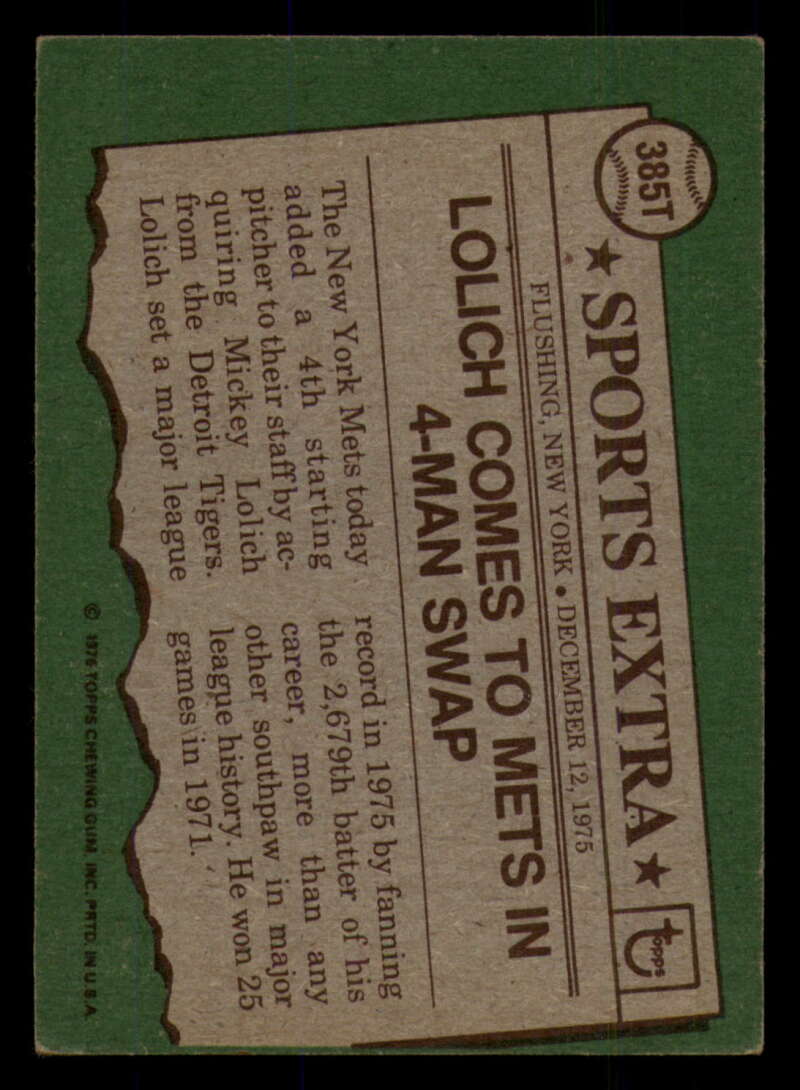 385T
★ SPORTS EXTRA ★
topps
FLUSHING, NEW YORK • DECEMBER 12, 1975
LOLICH COMES TO METS IN
4-MAN SWAP
The New York Mets today
added a 4th starting
pitcher to their staff by ac-
quiring Mickey Lolich
from the Detroit Tigers.
Lolich set a major league
record in 1975 by fanning
the 2,679th batter of his
career, more than any
other southpaw in major
league history. He won 25
games in 1971.
© 1976 TOPPS CHEWING GUM, INC. PRTD. IN U.S.A.